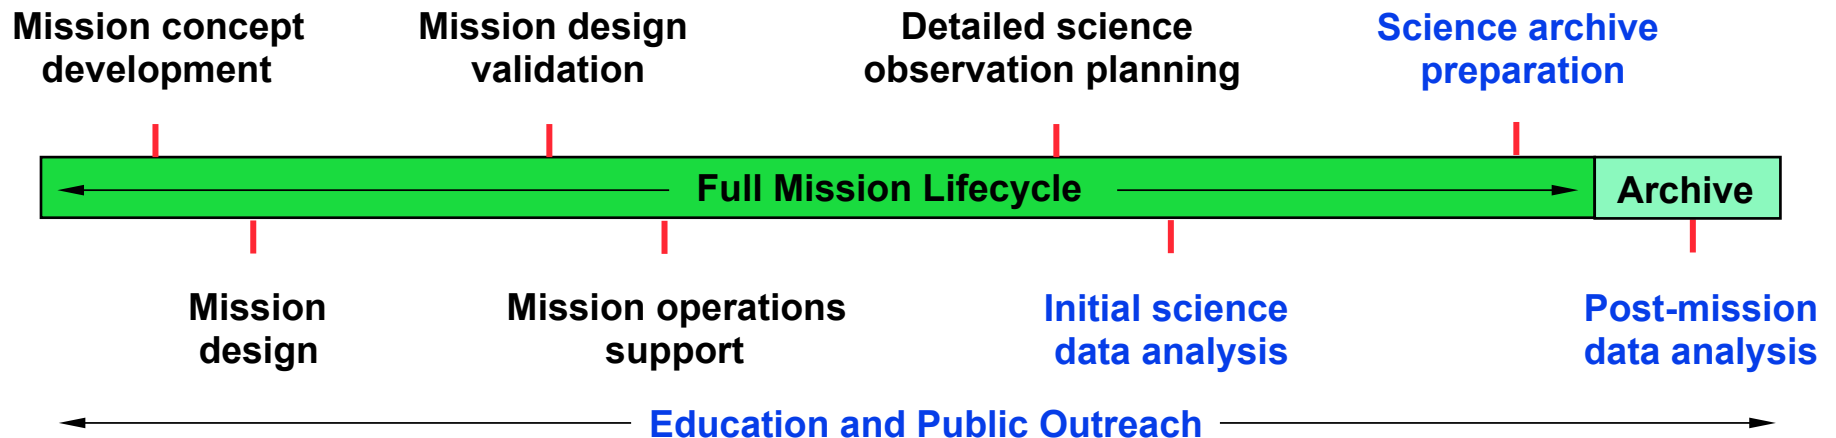 Mission concept
development
Mission design
validation
Detailed science
observation planning
Science archive
preparation
Full Mission Lifecycle
Archive
Mission
design
Mission operations
support
Initial science
data analysis
Post-mission
data analysis
Education and Public Outreach